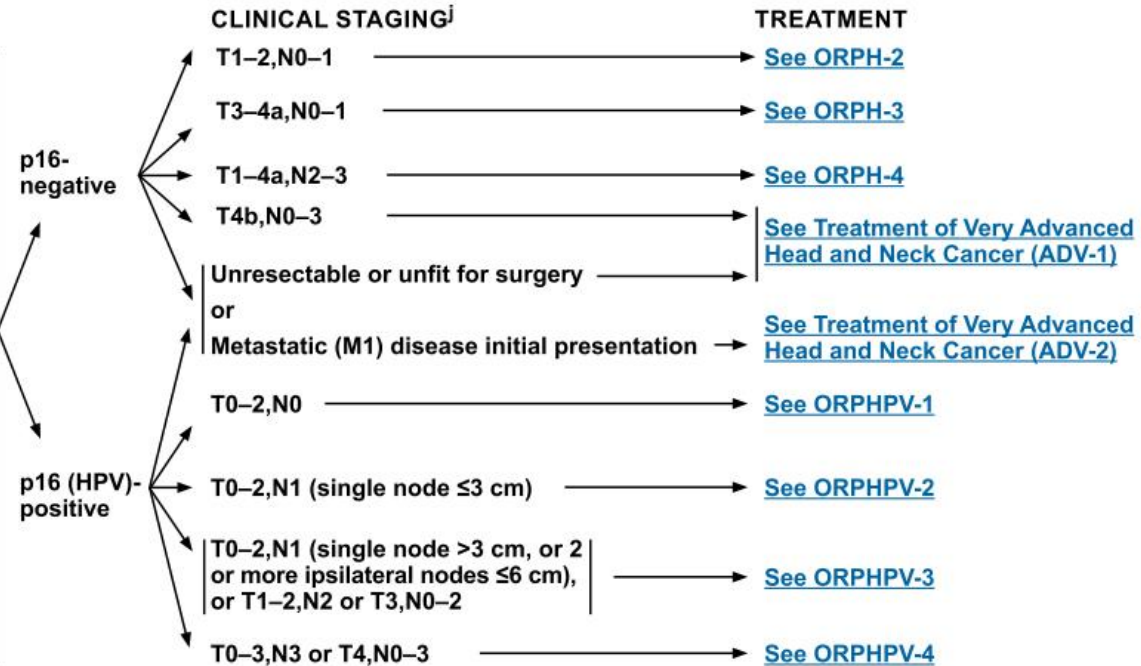 CLINICAL STAGINGj
TREATMENT
T1–2,N0–1
See ORPH-2
T3–4a,N0–1
See ORPH-3
p16-
negative
T1–4a,N2–3
See ORPH-4
T4b,N0–3
See Treatment of Very Advanced
Head and Neck Cancer (ADV-1)
Unresectable or unfit for surgery
or
Metastatic (M1) disease initial presentation
See Treatment of Very Advanced
Head and Neck Cancer (ADV-2)
T0–2,N0
See ORPHPV-1
p16 (HPV)-
positive
T0–2,N1 (single node ≤3 cm)
See ORPHPV-2
T0–2,N1 (single node >3 cm, or 2
or more ipsilateral nodes ≤6 cm),
or T1–2,N2 or T3,N0–2
See ORPHPV-3
T0–3,N3 or T4,N0–3
See ORPHPV-4